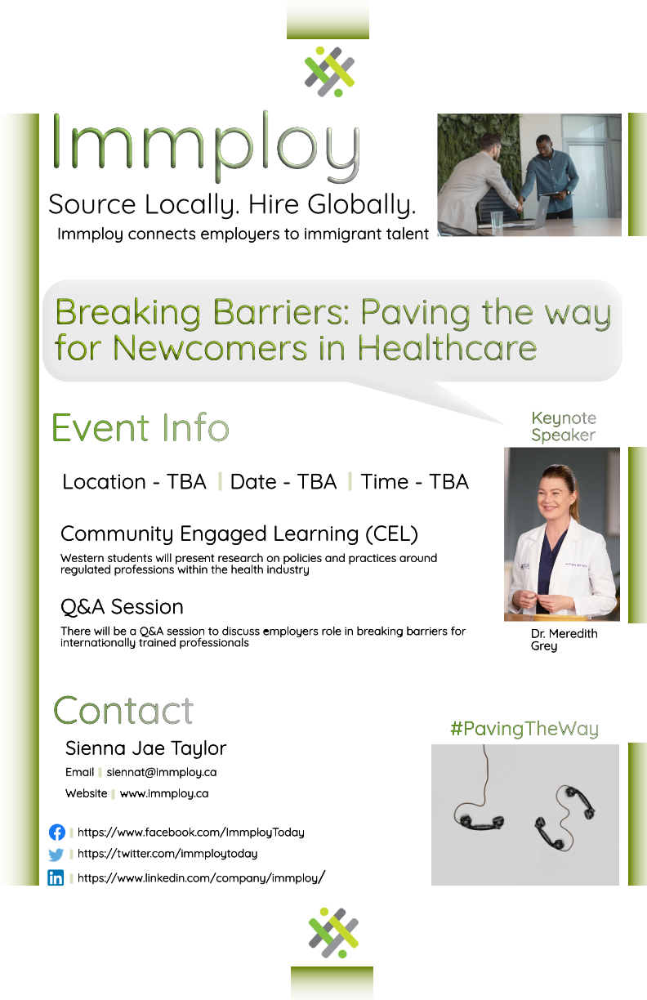 Immploy
Source Locally. Hire Globally.
Immploy connects employers to immigrant talent
Breaking Barriers: Paving the way
for Newcomers in Healthcare
Event Info
Keynote
Speaker
Location - TBA | Date - TBA | Time - TBA
Community Engaged Learning (CEL)
Western students will present research on policies and practices around
regulated professions within the health industry
Q&A Session
There will be a Q&A session to discuss employers role in breaking barriers for
internationally trained professionals
Dr. Meredith
Grey
Contact
Sienna Jae Taylor
Email | siennat@immploy.ca
Website | www.immploy.ca
https://www.facebook.com/ImmployToday
https://twitter.com/immploytoday
in https://www.linkedin.com/company/immploy/
#PavingTheWay